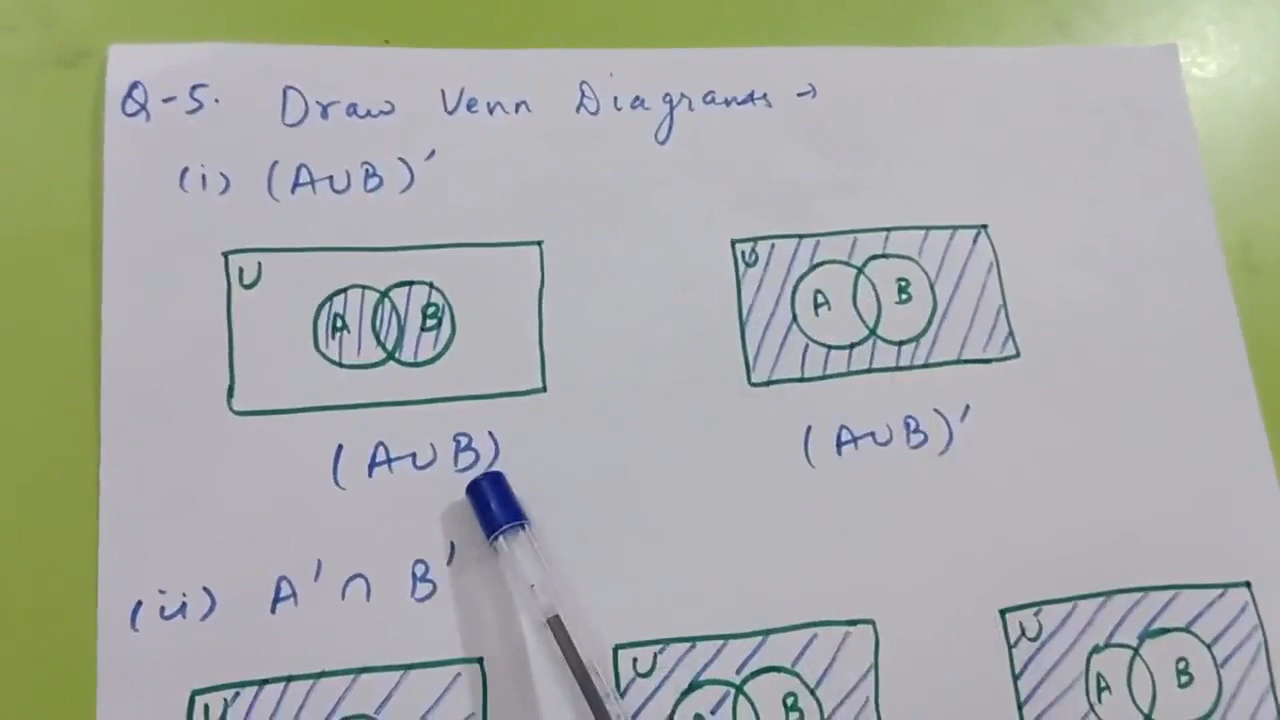 Q-5. Draw Venn Diagrams →
(i) (A∪B)'
U A B
U A B
(A∪B)
(A∪B)'
(ii) A' ∩ B'
U
U B
U A B